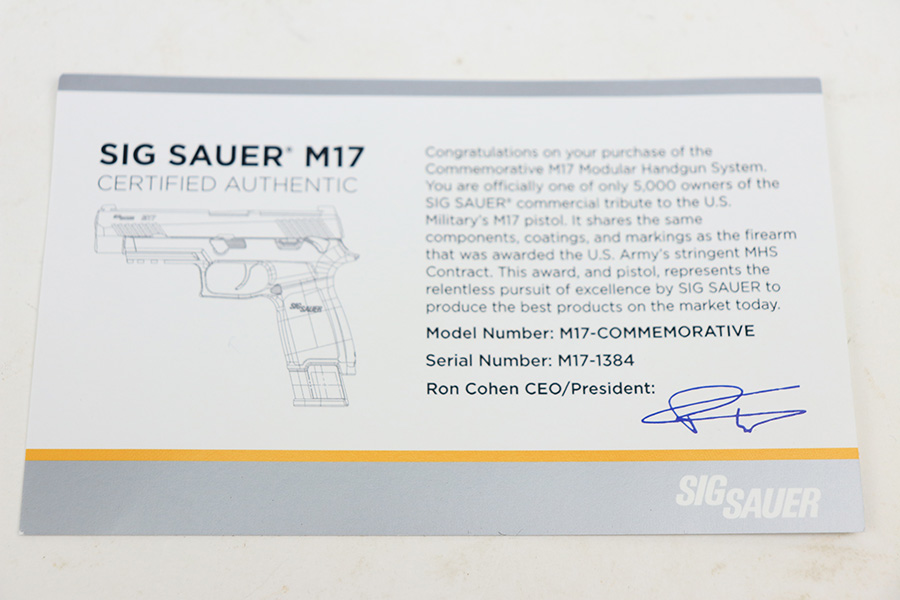 SIG SAUER® M17
CERTIFIED AUTHENTIC
M17
SIG SAUER
Congratulations on your purchase of the
Commemorative M17 Modular Handgun System.
You are officially one of only 5,000 owners of the
SIG SAUER® commercial tribute to the U.S.
Military's M17 pistol. It shares the same
components, coatings, and markings as the firearm
that was awarded the U.S. Army's stringent MHS
Contract. This award, and pistol, represents the
relentless pursuit of excellence by SIG SAUER to
produce the best products on the market today.
Model Number: M17-COMMEMORATIVE
Serial Number: M17-1384
Ron Cohen CEO/President:
SIG SAUER